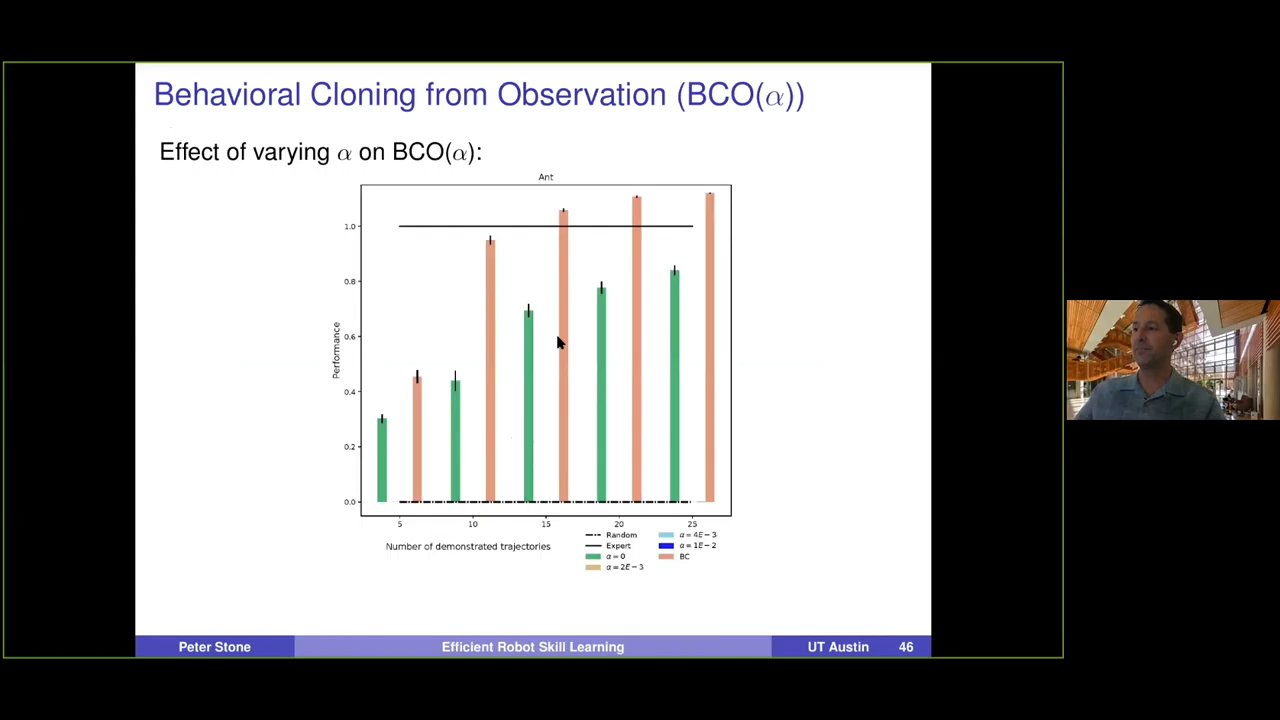 Behavioral Cloning from Observation (BCO(α))
Effect of varying α on BCO(α):
Ant
Performance
1.0
0.8
0.6
0.4
0.2
0.0
5 10 15 20 25
Number of demonstrated trajectories
Random
Expert
α = 0
α = 2E − 3
α = 4E − 3
α = 1E − 2
BC
Peter Stone Efficient Robot Skill Learning UT Austin 46